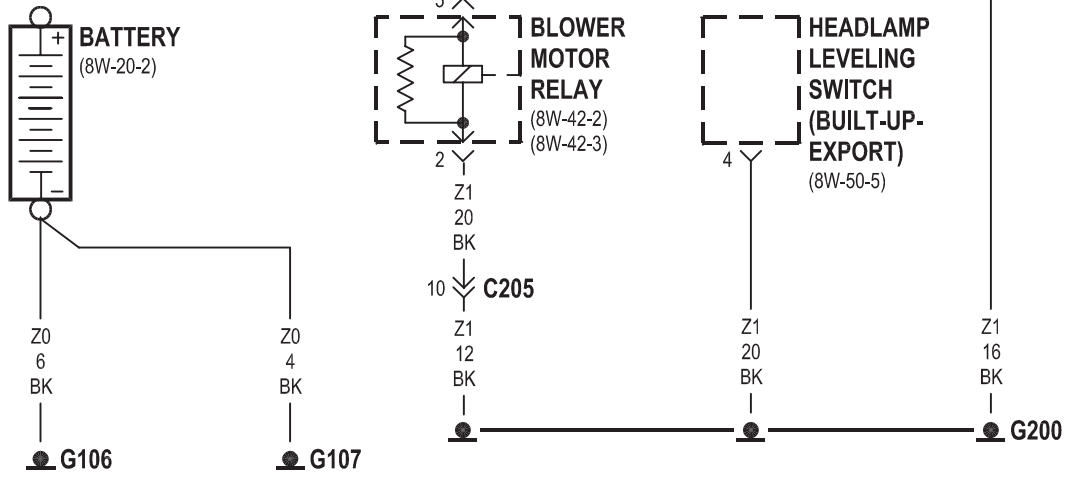 + BATTERY
(8W-20-2)
−
Z0
6
BK
G106
Z0
4
BK
G107
BLOWER
MOTOR
RELAY
(8W-42-2)
(8W-42-3)
2
Z1
20
BK
10 C205
Z1
12
BK
HEADLAMP
LEVELING
SWITCH
(BUILT-UP-
EXPORT)
(8W-50-5)
4
Z1
20
BK
Z1
16
BK
G200